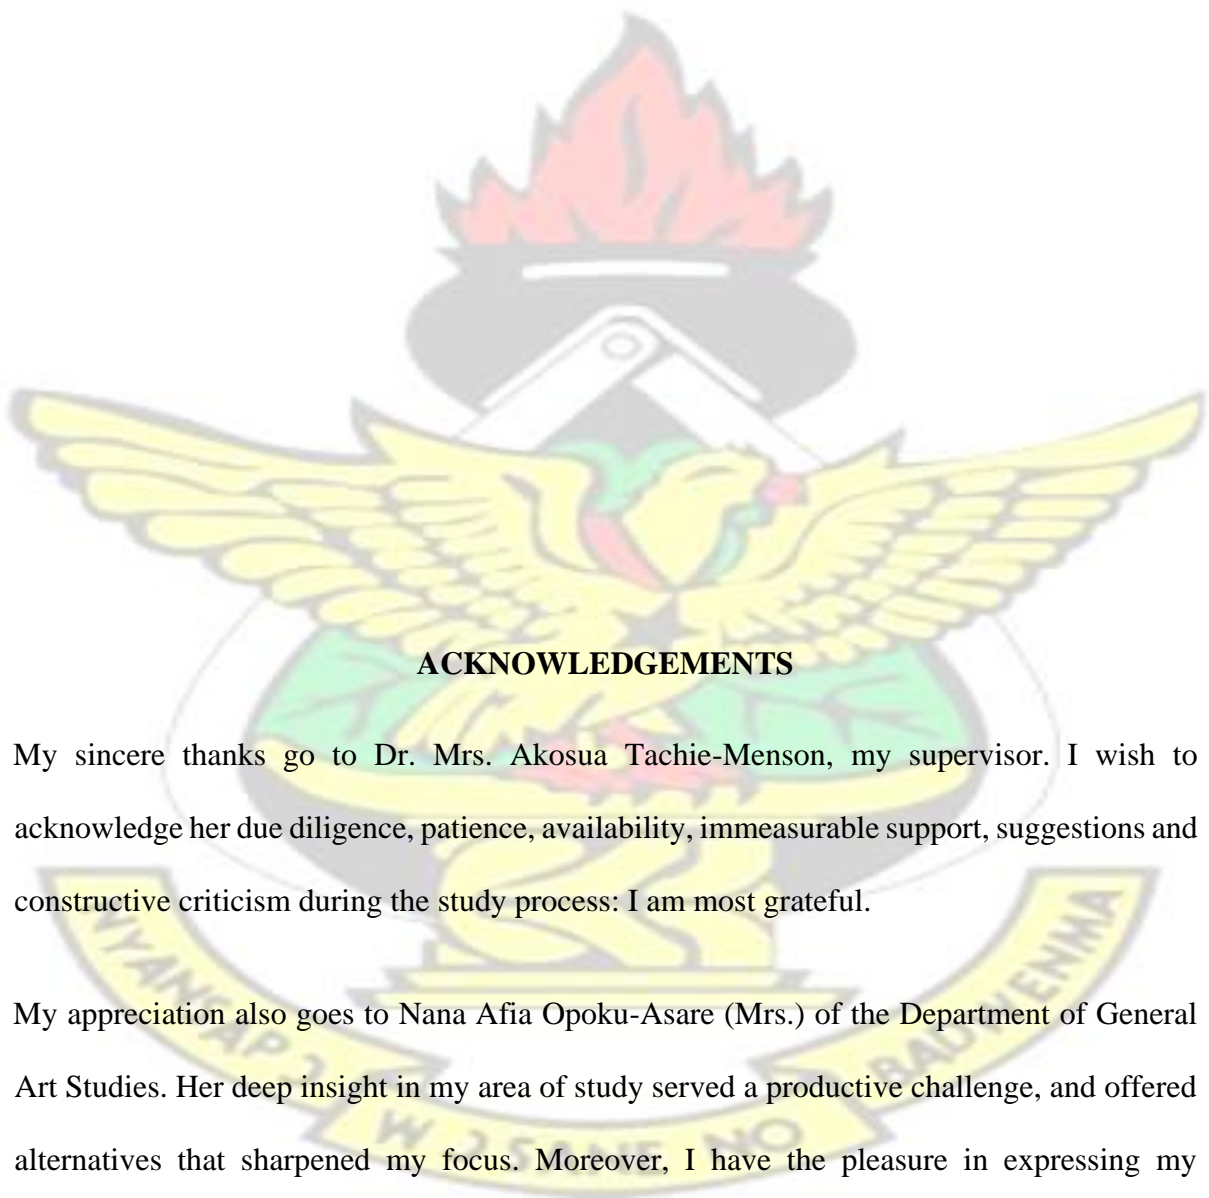 ACKNOWLEDGEMENTS
My sincere thanks go to Dr. Mrs. Akosua Tachie-Menson, my supervisor. I wish to
acknowledge her due diligence, patience, availability, immeasurable support, suggestions and
constructive criticism during the study process: I am most grateful.
My appreciation also goes to Nana Afia Opoku-Asare (Mrs.) of the Department of General
Art Studies. Her deep insight in my area of study served a productive challenge, and offered
alternatives that sharpened my focus. Moreover, I have the pleasure in expressing my
NYANSAPƆ WƆSANE NO BADWENMA